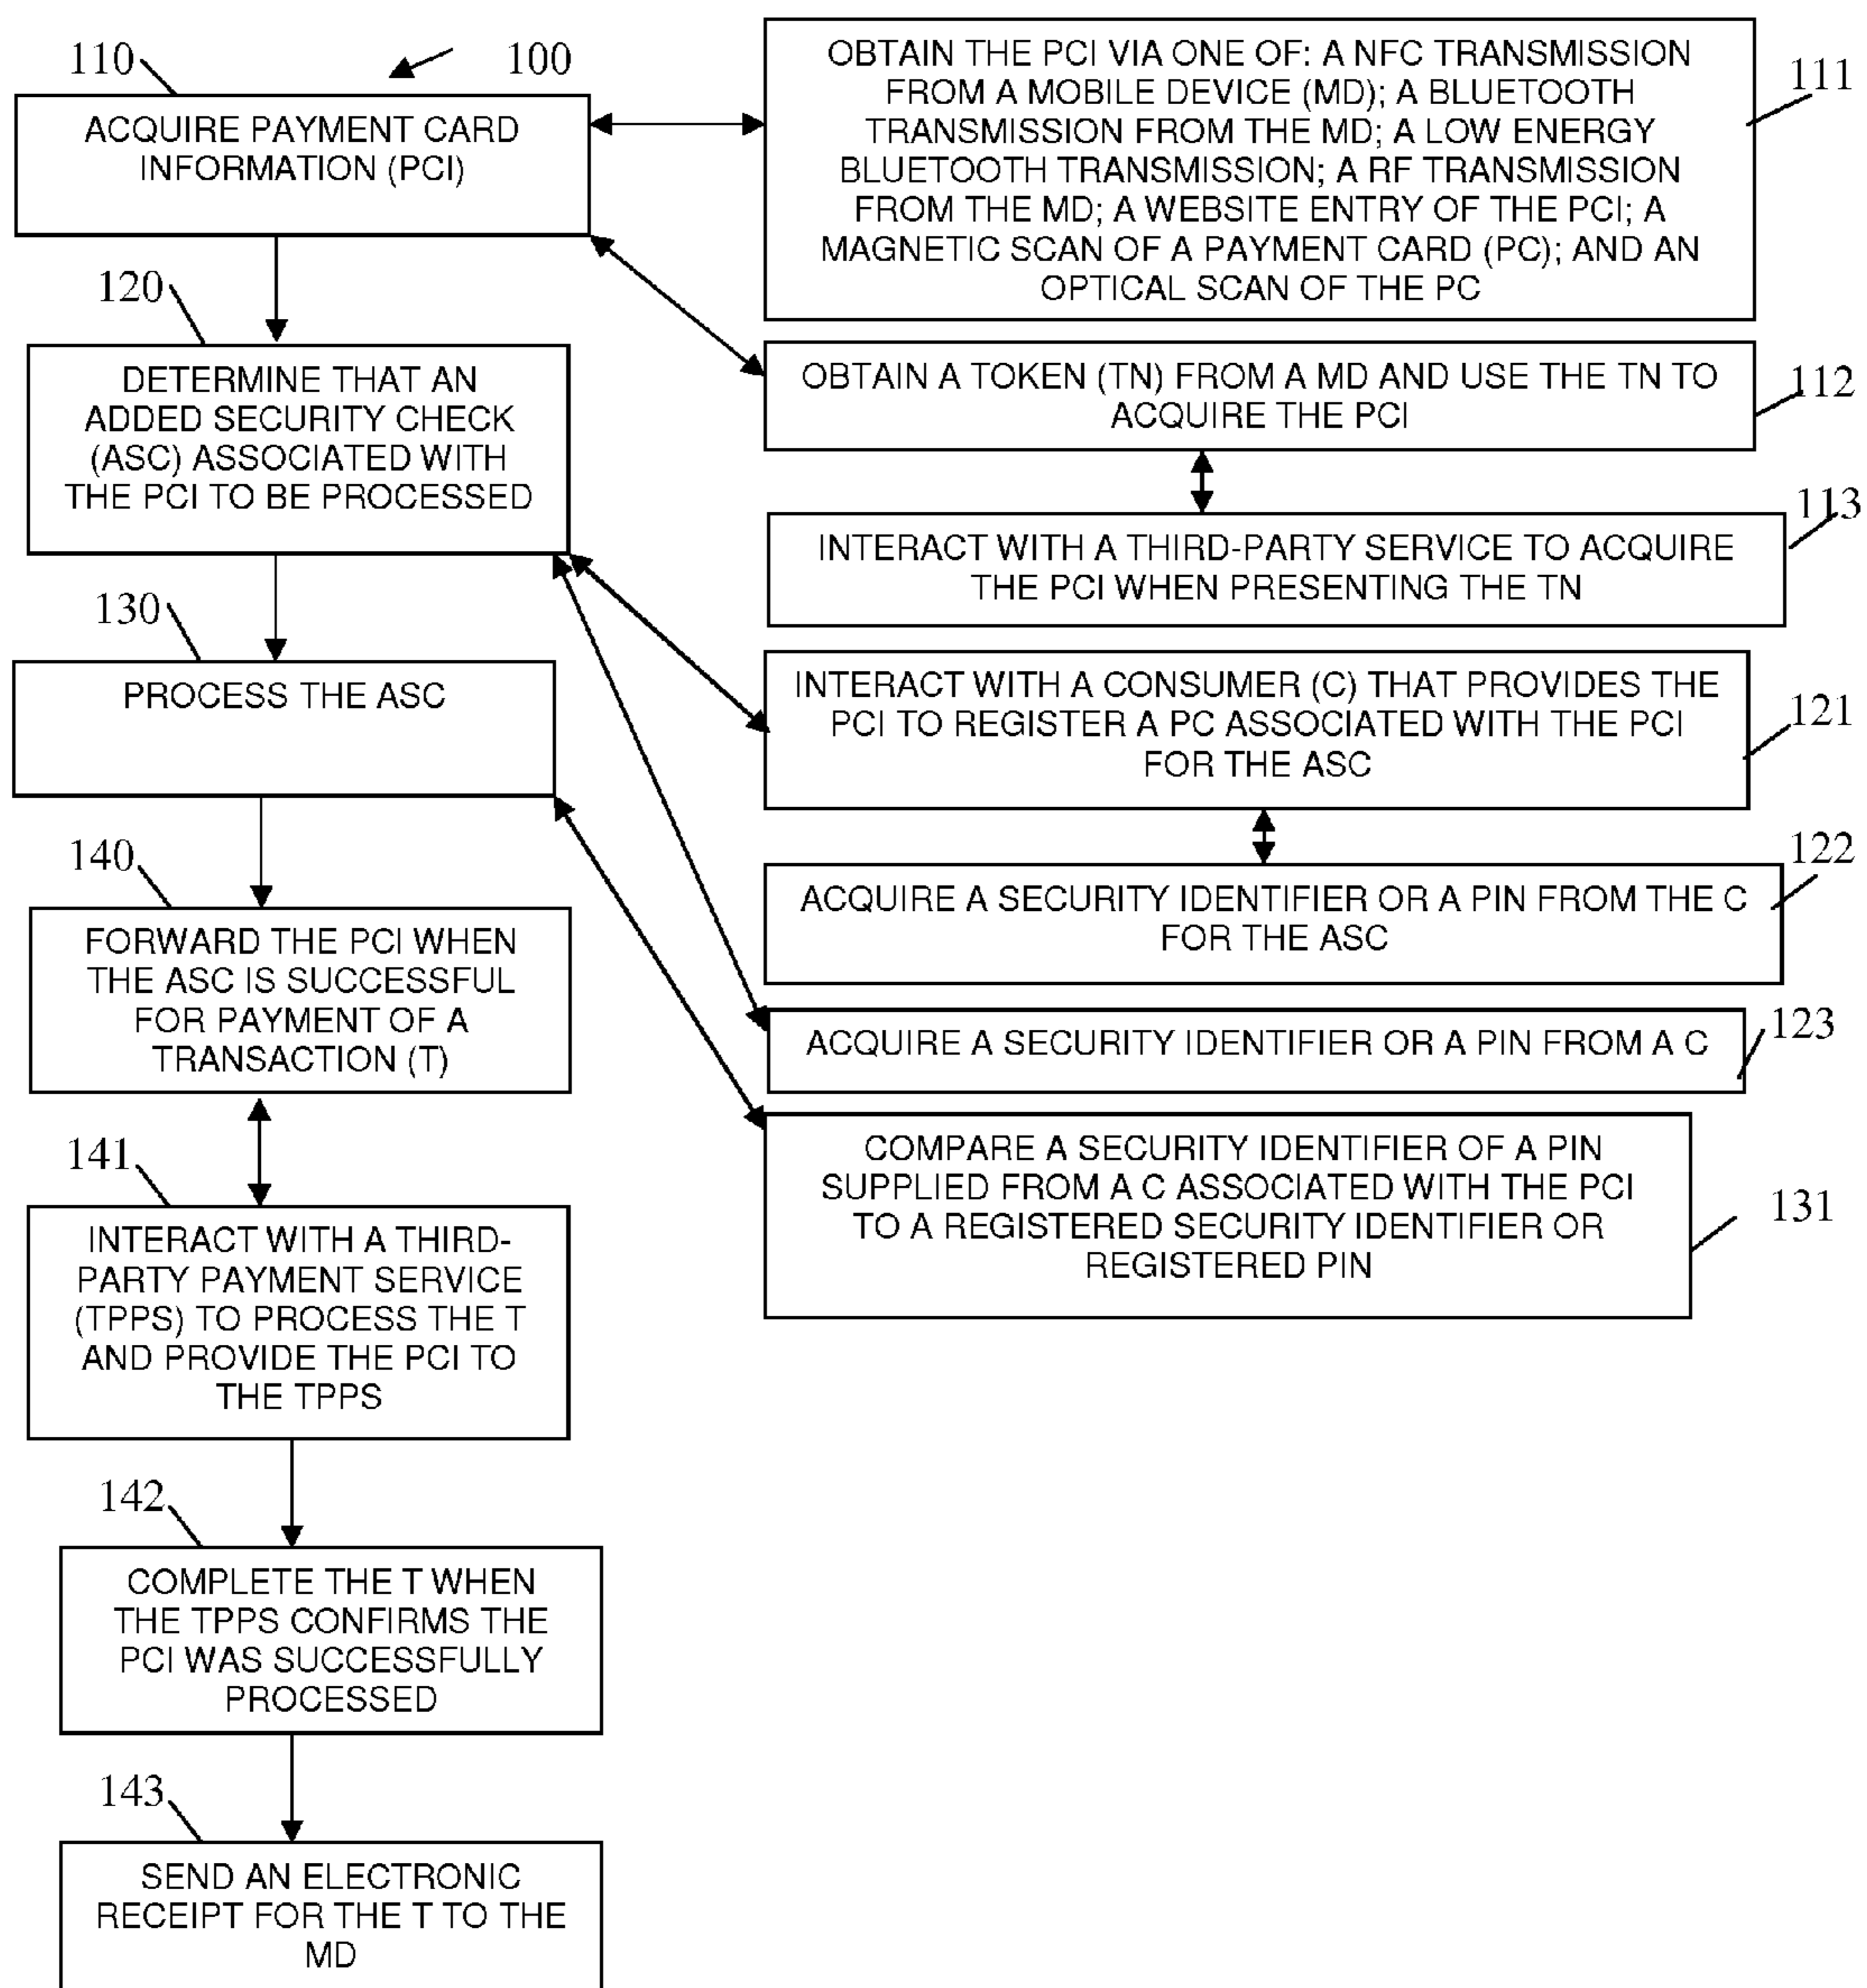 110
100
ACQUIRE PAYMENT CARD
INFORMATION (PCI)
OBTAIN THE PCI VIA ONE OF: A NFC TRANSMISSION
FROM A MOBILE DEVICE (MD); A BLUETOOTH
TRANSMISSION FROM THE MD; A LOW ENERGY
BLUETOOTH TRANSMISSION; A RF TRANSMISSION
FROM THE MD; A WEBSITE ENTRY OF THE PCI; A
MAGNETIC SCAN OF A PAYMENT CARD (PC); AND AN
OPTICAL SCAN OF THE PC
111
OBTAIN A TOKEN (TN) FROM A MD AND USE THE TN TO
ACQUIRE THE PCI
112
INTERACT WITH A THIRD-PARTY SERVICE TO ACQUIRE
THE PCI WHEN PRESENTING THE TN
113
120
DETERMINE THAT AN
ADDED SECURITY CHECK
(ASC) ASSOCIATED WITH
THE PCI TO BE PROCESSED
INTERACT WITH A CONSUMER (C) THAT PROVIDES THE
PCI TO REGISTER A PC ASSOCIATED WITH THE PCI
FOR THE ASC
121
ACQUIRE A SECURITY IDENTIFIER OR A PIN FROM THE C
FOR THE ASC
122
ACQUIRE A SECURITY IDENTIFIER OR A PIN FROM A C
123
130
PROCESS THE ASC
COMPARE A SECURITY IDENTIFIER OF A PIN
SUPPLIED FROM A C ASSOCIATED WITH THE PCI
TO A REGISTERED SECURITY IDENTIFIER OR
REGISTERED PIN
131
140
FORWARD THE PCI WHEN
THE ASC IS SUCCESSFUL
FOR PAYMENT OF A
TRANSACTION (T)
141
INTERACT WITH A THIRD-
PARTY PAYMENT SERVICE
(TPPS) TO PROCESS THE T
AND PROVIDE THE PCI TO
THE TPPS
142
COMPLETE THE T WHEN
THE TPPS CONFIRMS THE
PCI WAS SUCCESSFULLY
PROCESSED
143
SEND AN ELECTRONIC
RECEIPT FOR THE T TO THE
MD